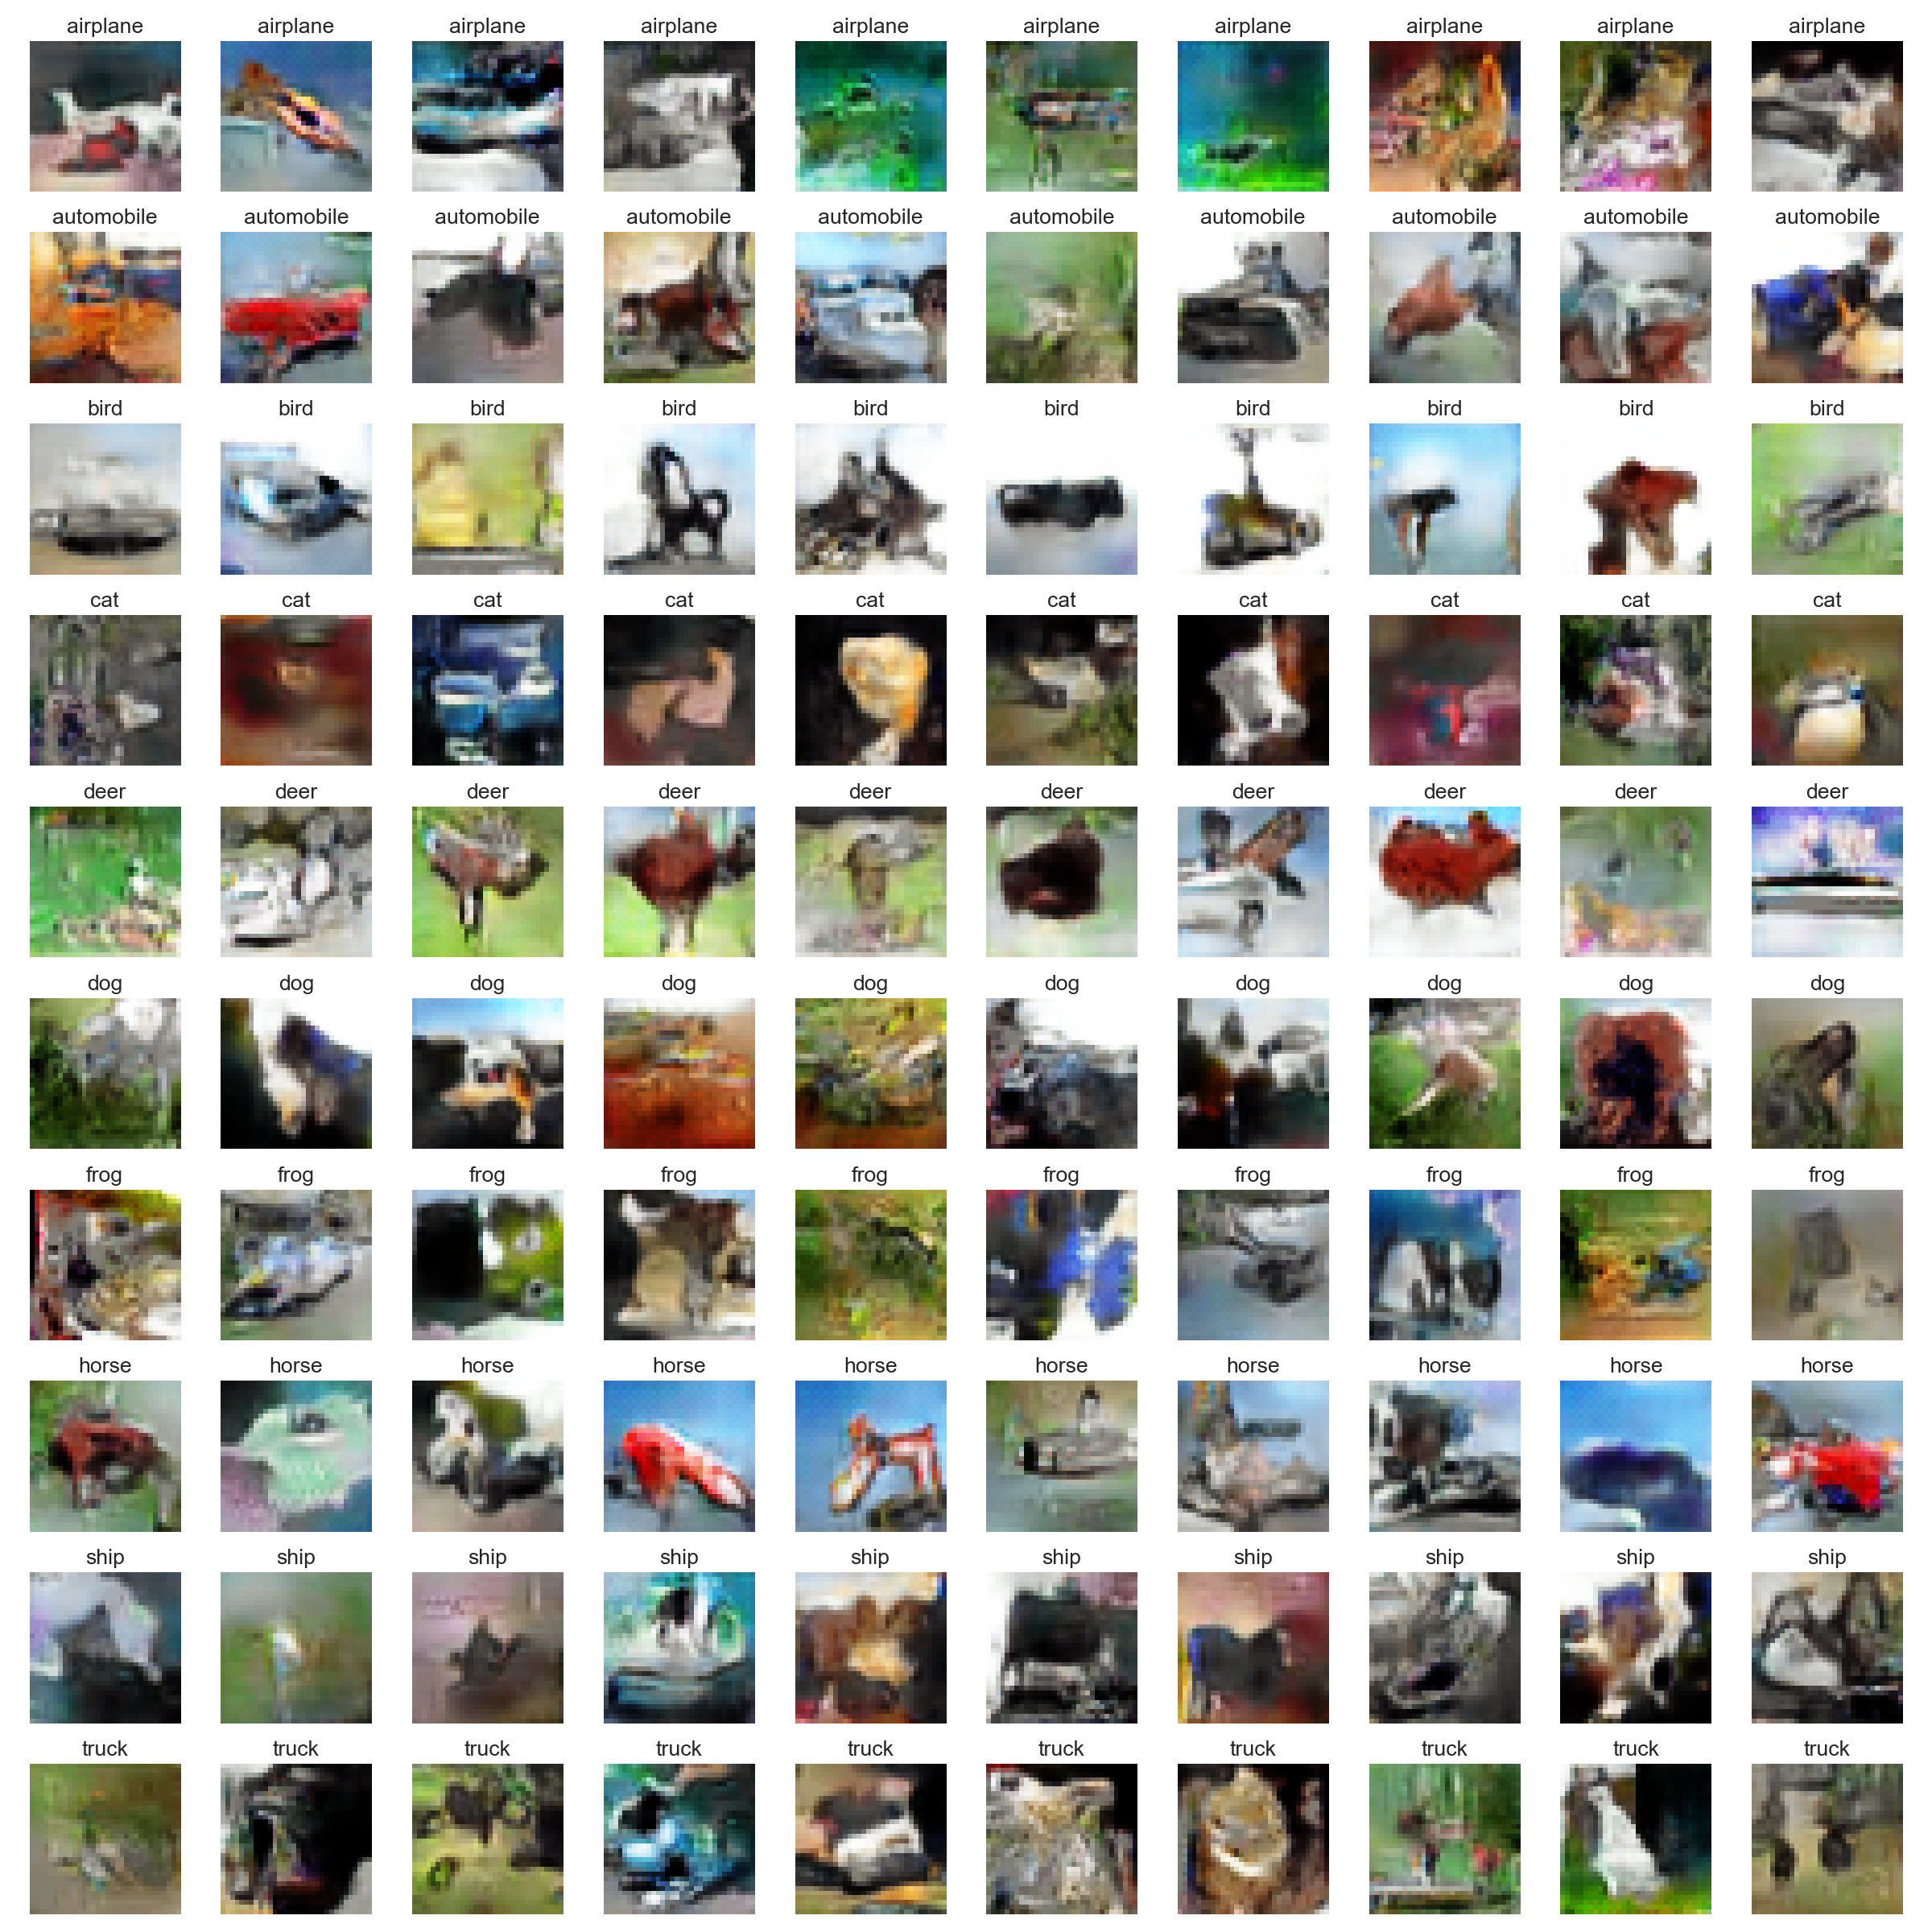 airplane airplane airplane airplane airplane airplane airplane airplane airplane airplane
automobile automobile automobile automobile automobile automobile automobile automobile automobile automobile
bird bird bird bird bird bird bird bird bird bird
cat cat cat cat cat cat cat cat cat cat
deer deer deer deer deer deer deer deer deer deer
dog dog dog dog dog dog dog dog dog dog
frog frog frog frog frog frog frog frog frog frog
horse horse horse horse horse horse horse horse horse horse
ship ship ship ship ship ship ship ship ship ship
truck truck truck truck truck truck truck truck truck truck